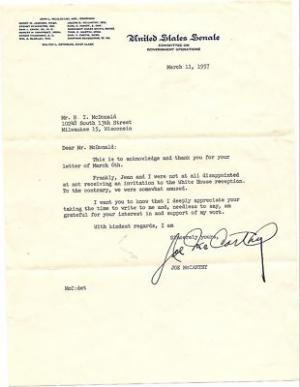 United States Senate
COMMITTEE ON
GOVERNMENT OPERATIONS
March 11, 1957
Mr. H. I. McDonald
South 13th Street
Milwaukee 15, Wisconsin
Dear Mr. McDonald:
This is to acknowledge and thank you for your
letter of March 6th.
Frankly, Jean and I were not at all disappointed
at not receiving an invitation to the White House reception.
To the contrary, we were somewhat amused.
I want you to know that I deeply appreciate your
taking the time to write to me and, needless to say, am
grateful for your interest in and support of my work.
With kindest regards, I am
Sincerely yours,
Joe McCarthy
JOE McCARTHY
McC:det